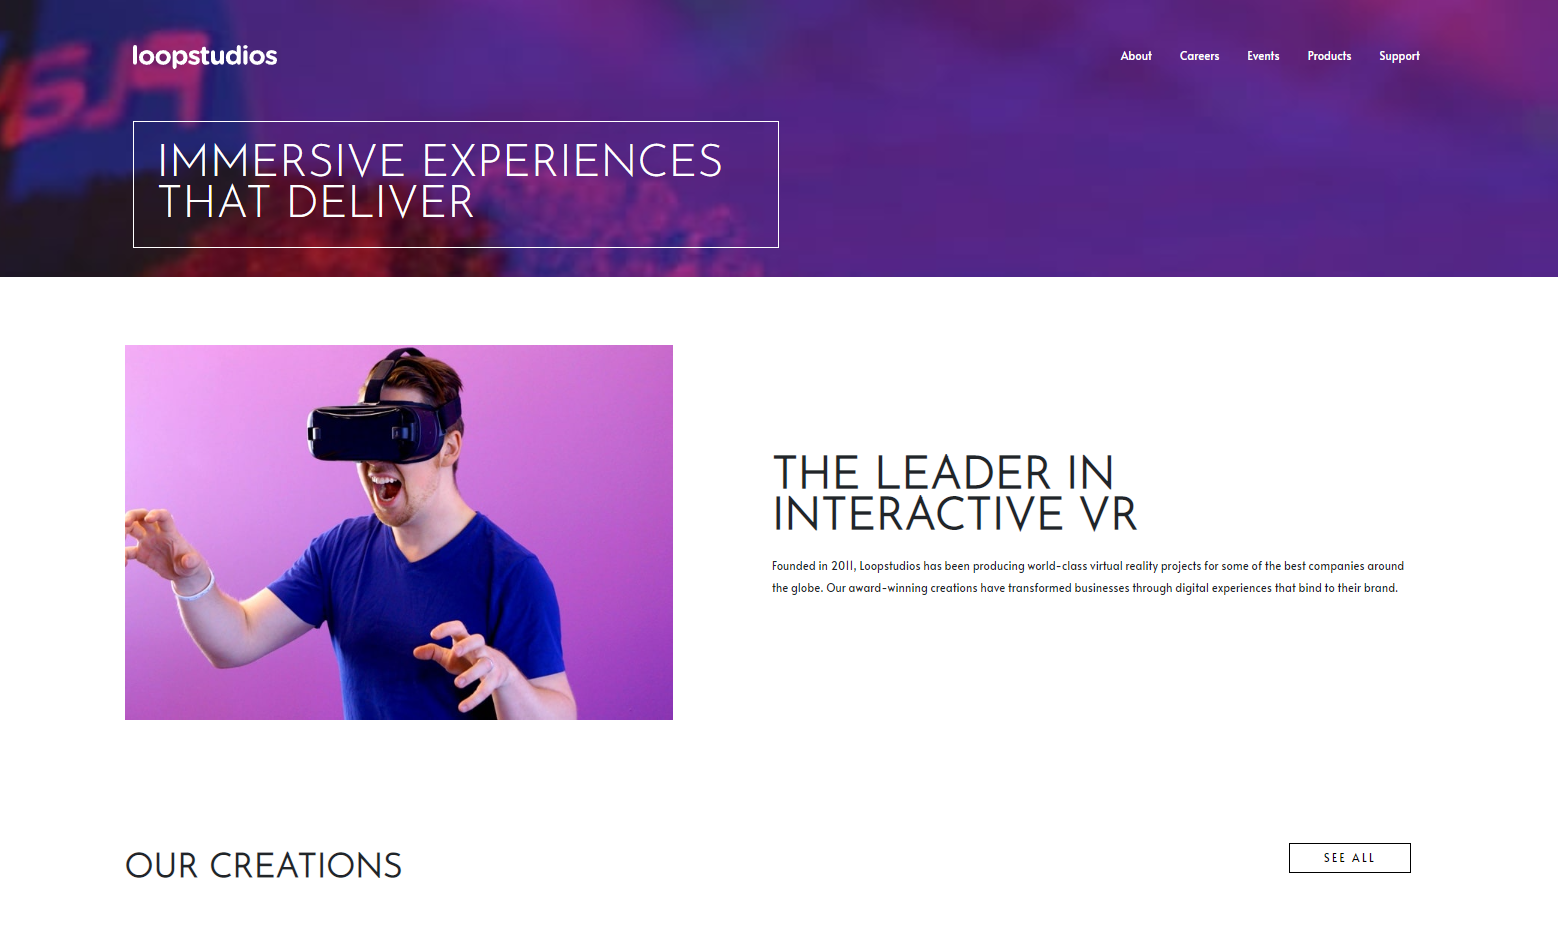 loopstudios
About Careers Events Products Support
IMMERSIVE EXPERIENCES
THAT DELIVER
THE LEADER IN
INTERACTIVE VR
Founded in 2011, Loopstudios has been producing world-class virtual reality projects for some of the best companies around
the globe. Our award-winning creations have transformed businesses through digital experiences that bind to their brand.
OUR CREATIONS
SEE ALL